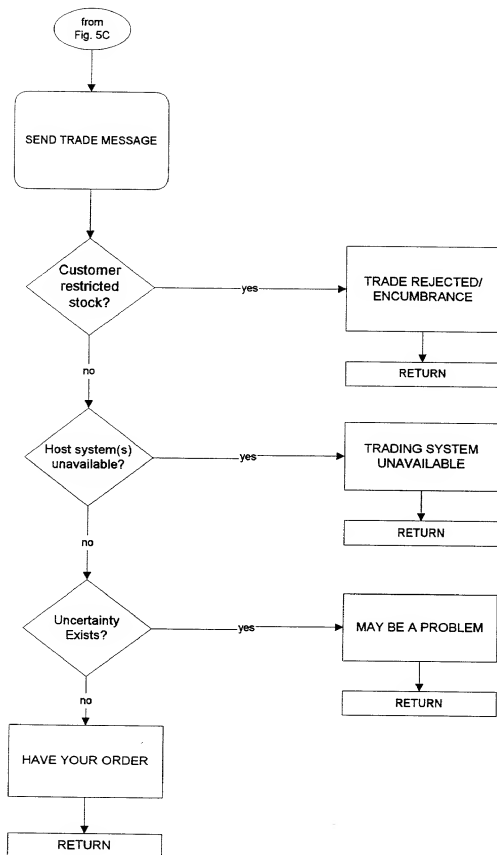 from
Fig. 5C
SEND TRADE MESSAGE
Customer
restricted
stock?
yes
TRADE REJECTED/
ENCUMBRANCE
RETURN
no
Host system(s)
unavailable?
yes
TRADING SYSTEM
UNAVAILABLE
RETURN
no
Uncertainty
Exists?
yes
MAY BE A PROBLEM
RETURN
no
HAVE YOUR ORDER
RETURN